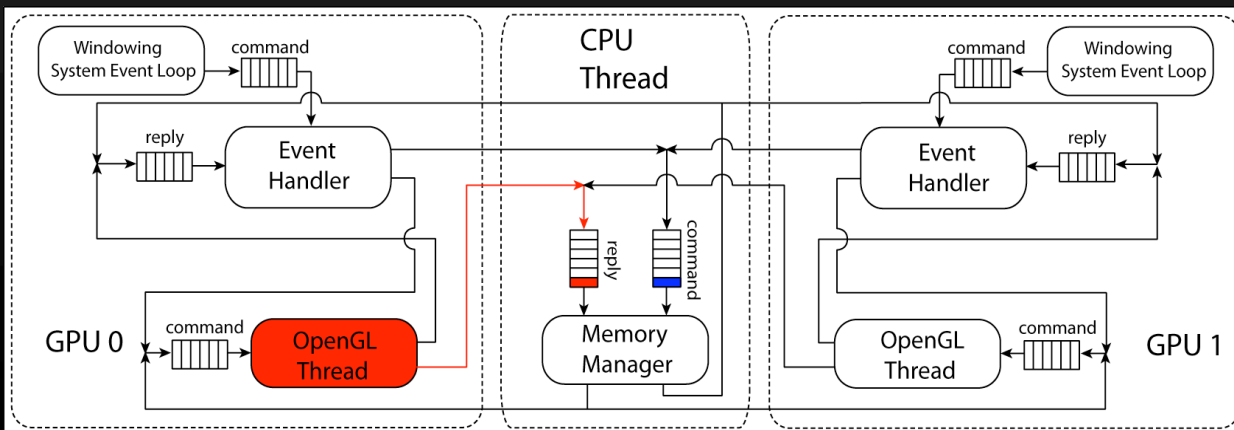 Windowing
System Event Loop
command
reply
Event
Handler
GPU 0
command
OpenGL
Thread
CPU
Thread
reply
command
Memory
Manager
command
Windowing
System Event Loop
Event
Handler
reply
OpenGL
Thread
command
GPU 1